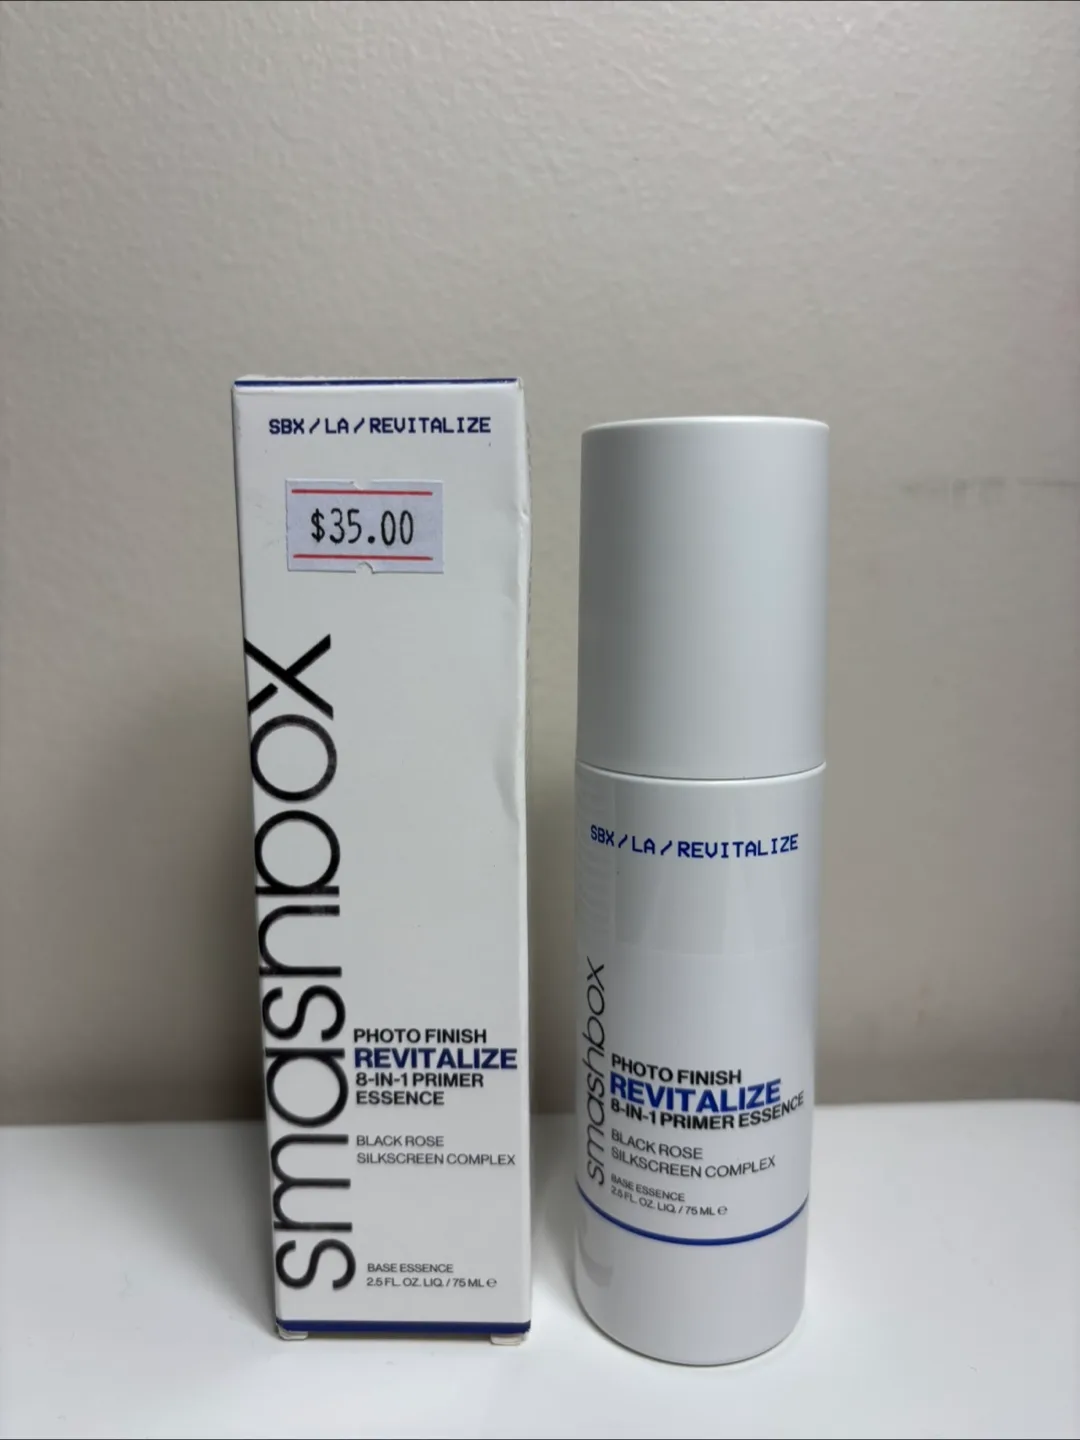 SBX/LA/REVITALIZE
$35.00
smashbox
PHOTO FINISH
REVITALIZE
8-IN-1 PRIMER
ESSENCE
BLACK ROSE
SILKSCREEN COMPLEX
BASE ESSENCE
2.5 FL. OZ. LIQ. / 75 ML ℮
SBX/LA/REVITALIZE
smashbox
PHOTO FINISH
REVITALIZE
8-IN-1 PRIMER ESSENCE
BLACK ROSE
SILKSCREEN COMPLEX
BASE ESSENCE
2.5 FL. OZ. LIQ. / 75 ML ℮